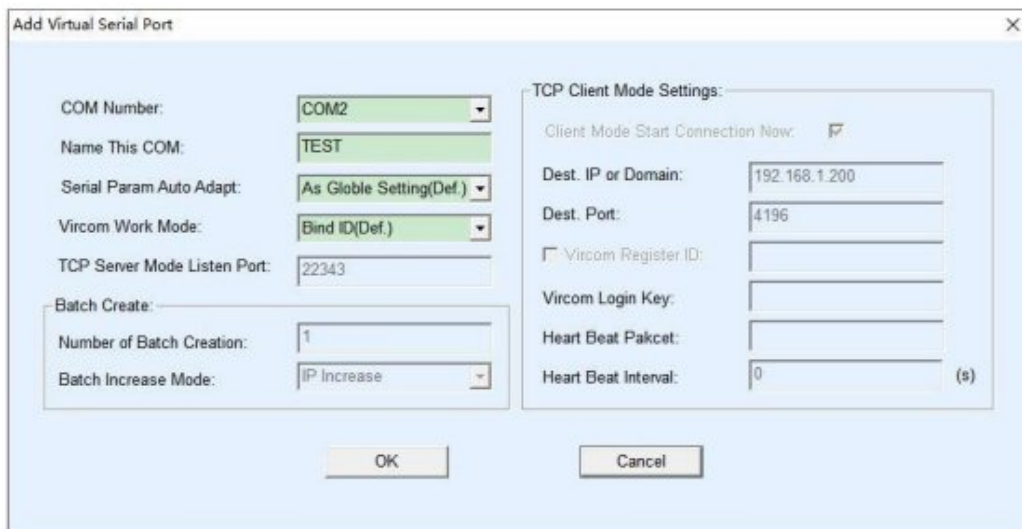 Add Virtual Serial Port
COM Number: COM2
Name This COM: TEST
Serial Param Auto Adapt: As Globle Setting(Def.)
Vircom Work Mode: Bind ID(Def.)
TCP Server Mode Listen Port: 22343
Batch Create:
Number of Batch Creation: 1
Batch Increase Mode: IP Increase
TCP Client Mode Settings:
Client Mode Start Connection Now:
Dest. IP or Domain: 192.168.1.200
Dest. Port: 4196
Vircom Register ID:
Vircom Login Key:
Heart Beat Pakcet:
Heart Beat Interval: 0 (s)
OK
Cancel